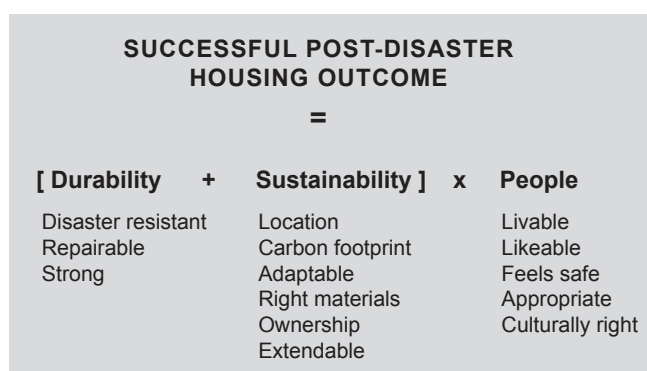 SUCCESSFUL POST-DISASTER
HOUSING OUTCOME
=
[ Durability + Sustainability ] x People
Disaster resistant Location Livable
Repairable Carbon footprint Likeable
Strong Adaptable Feels safe
Right materials Appropriate
Ownership Culturally right
Extendable